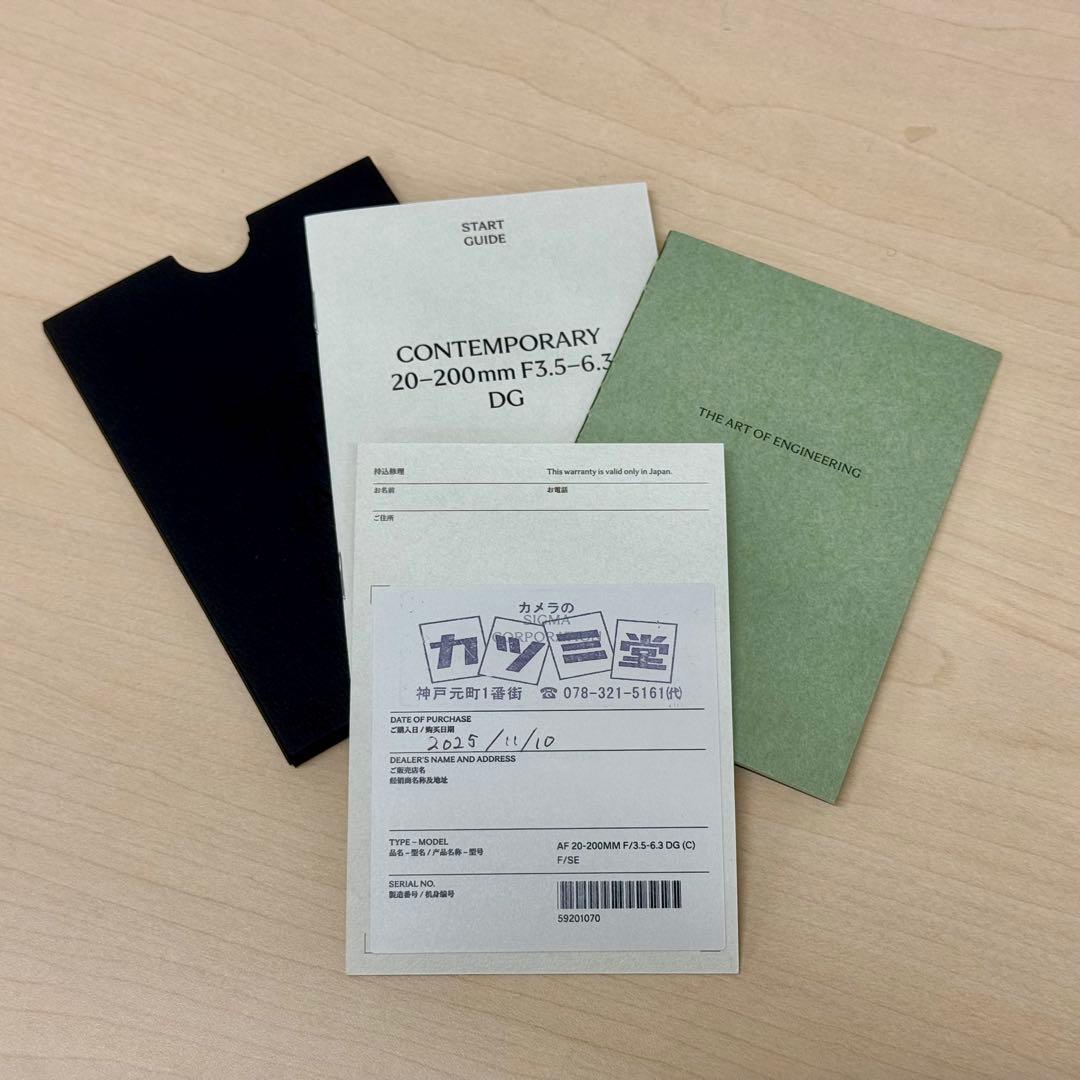 START
GUIDE
CONTEMPORARY
20–200mm F3.5–6.3
DG
THE ART OF ENGINEERING
持込修理
This warranty is valid only in Japan.
お名前
お電話
ご住所
カメラの
SIGMA
CORPORATION
カツミ堂
神戸元町1番街 ☎ 078-321-5161(代)
DATE OF PURCHASE
ご購入日 / 购买日期
2025/11/10
DEALER'S NAME AND ADDRESS
ご販売店名
经销商名称及地址
TYPE – MODEL
品名 – 型名 / 产品名称 – 型号
AF 20-200MM F/3.5-6.3 DG (C)
F/SE
SERIAL NO.
製造番号 / 机身编号
59201070